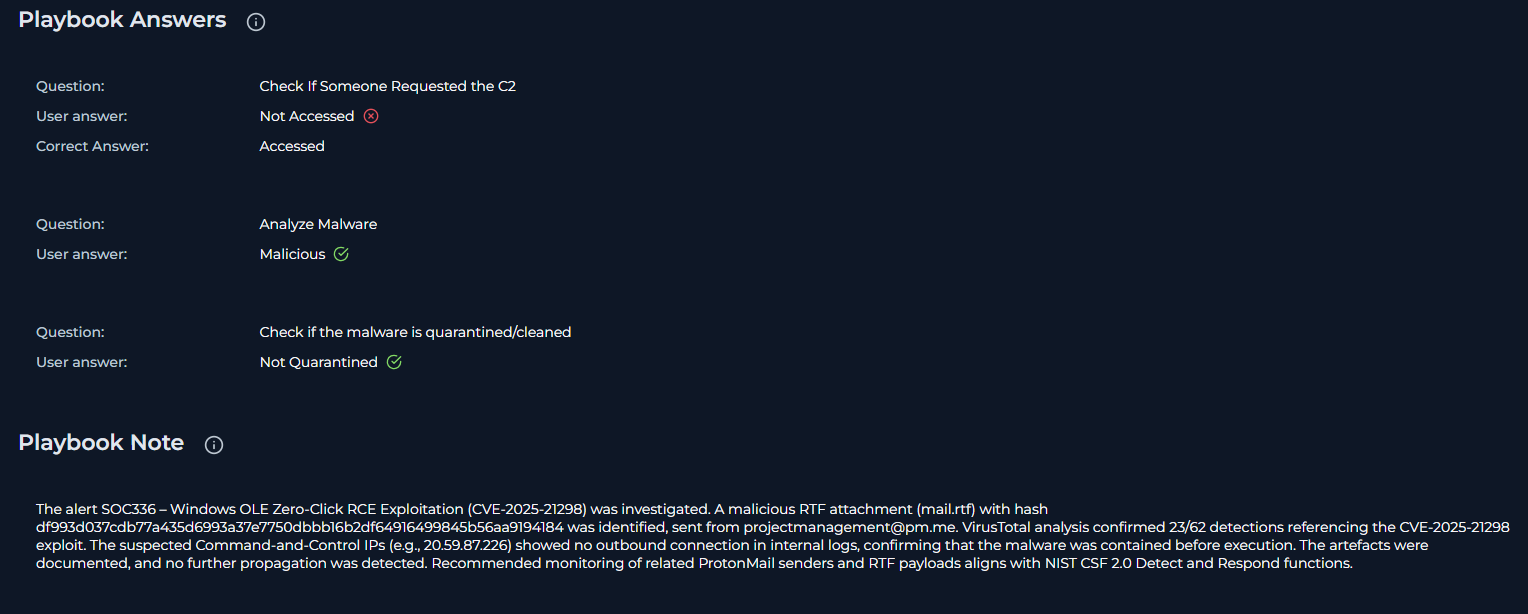 Playbook Answers
Question: Check If Someone Requested the C2
User answer: Not Accessed
Correct Answer: Accessed
Question: Analyze Malware
User answer: Malicious
Question: Check if the malware is quarantined/cleaned
User answer: Not Quarantined
Playbook Note
The alert SOC336 – Windows OLE Zero-Click RCE Exploitation (CVE-2025-21298) was investigated. A malicious RTF attachment (mail.rtf) with hash
df993d037cdb77a435d6993a37e7750dbbb16b2df64916499845b56aa9194184 was identified, sent from projectmanagement@pm.me. VirusTotal analysis confirmed 23/62 detections referencing the CVE-2025-21298
exploit. The suspected Command-and-Control IPs (e.g., 20.59.87.226) showed no outbound connection in internal logs, confirming that the malware was contained before execution. The artefacts were
documented, and no further propagation was detected. Recommended monitoring of related ProtonMail senders and RTF payloads aligns with NIST CSF 2.0 Detect and Respond functions.